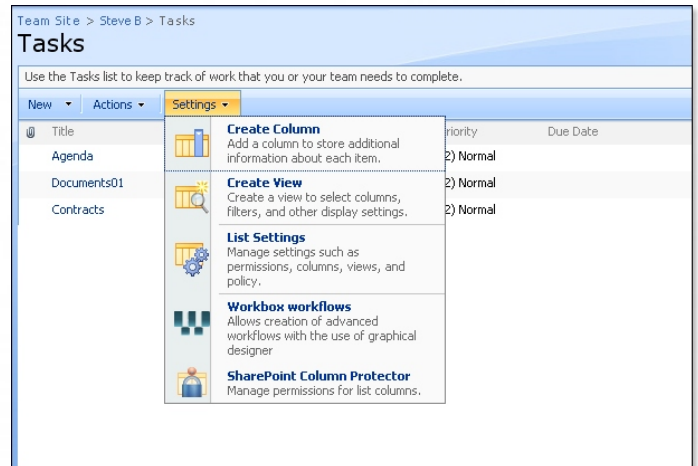 Team Site > Steve B > Tasks
Tasks
Use the Tasks list to keep track of work that you or your team needs to complete.
New Actions Settings
Title riority Due Date
Agenda 2) Normal
Documents01 2) Normal
Contracts 2) Normal
Create Column
Add a column to store additional
information about each item.
Create View
Create a view to select columns,
filters, and other display settings.
List Settings
Manage settings such as
permissions, columns, views, and
policy.
Workbox workflows
Allows creation of advanced
workflows with the use of graphical
designer
SharePoint Column Protector
Manage permissions for list columns.